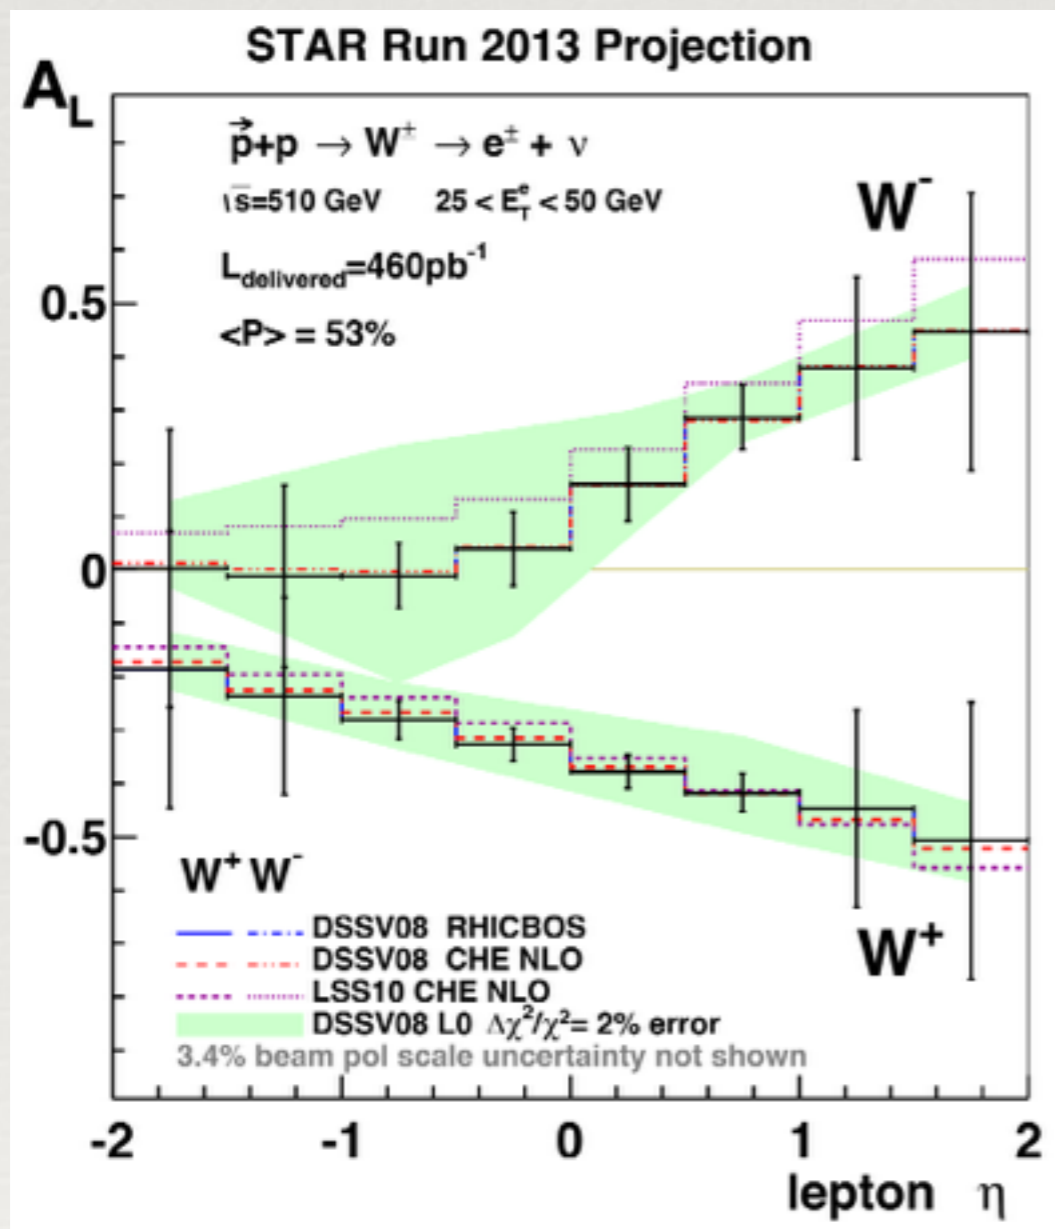 STAR Run 2013 Projection
A_L
p⃗+p → W± → e± + ν
√s=510 GeV 25 < E_T^e < 50 GeV
L_delivered=460pb⁻¹
<P> = 53%
W⁻
0.5
0
-0.5
W⁺ W⁻
DSSV08 RHICBOS
DSSV08 CHE NLO
LSS10 CHE NLO
DSSV08 L0 Δχ²/χ²= 2% error
3.4% beam pol scale uncertainty not shown
W⁺
-2 -1 0 1 2
lepton η